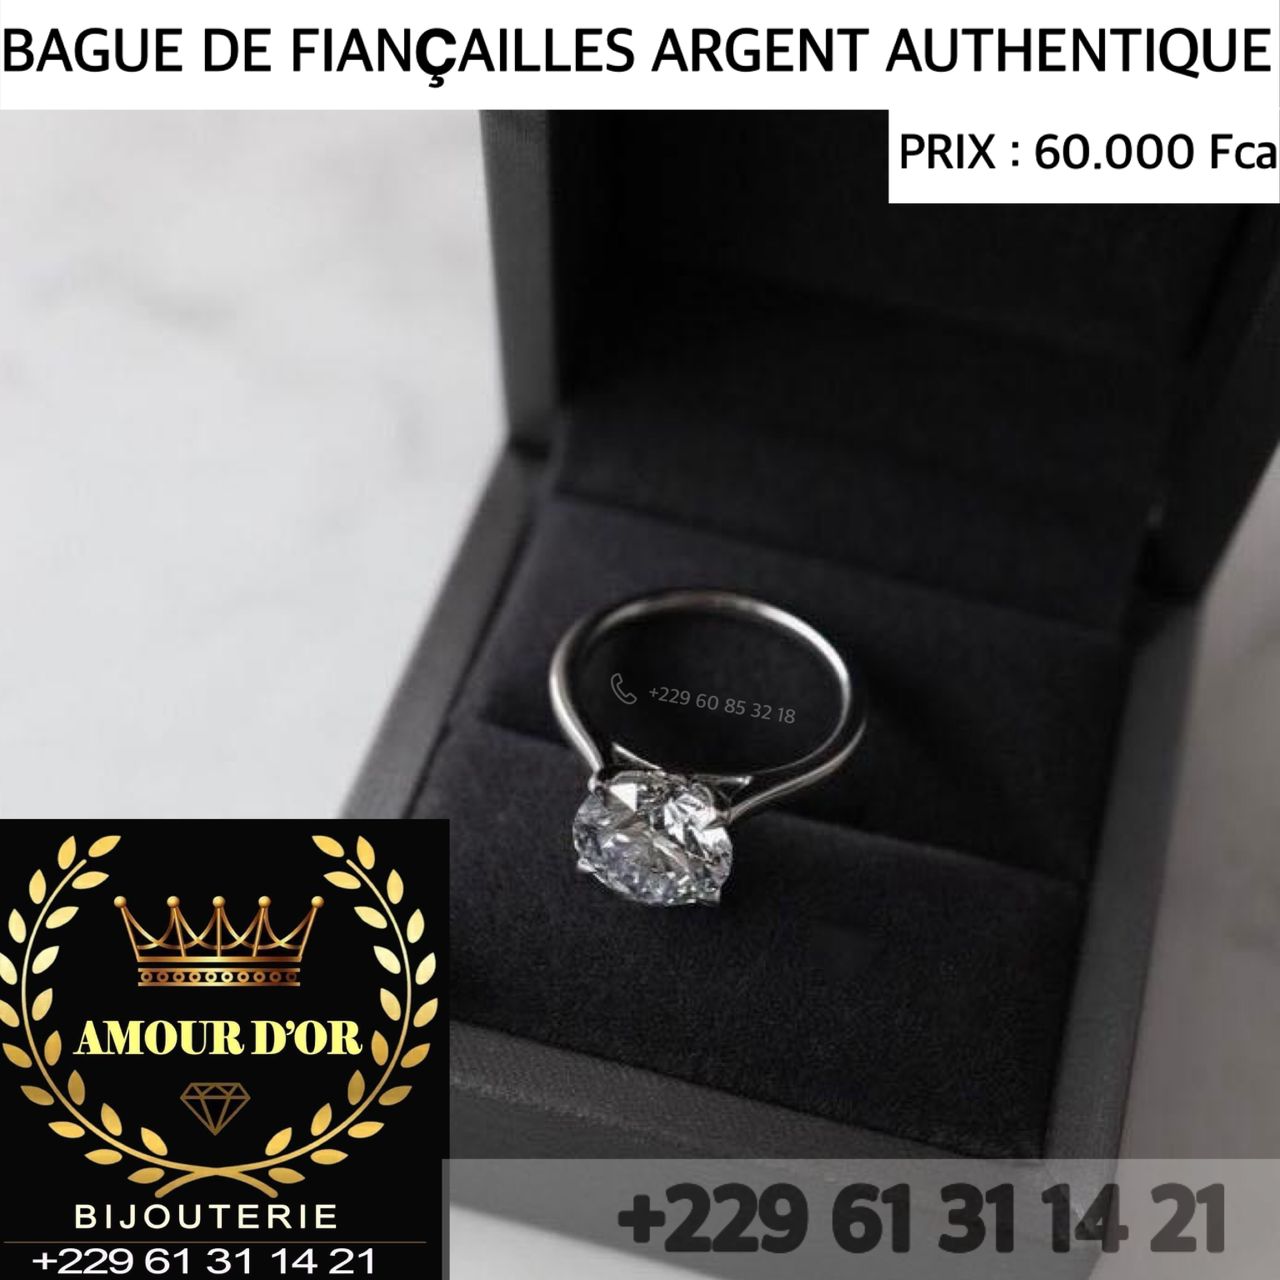 BAGUE DE FIANÇAILLES ARGENT AUTHENTIQUE
PRIX : 60.000 Fca
+229 60 85 32 18
AMOUR D'OR
BIJOUTERIE
+229 61 31 14 21
+229 61 31 14 21